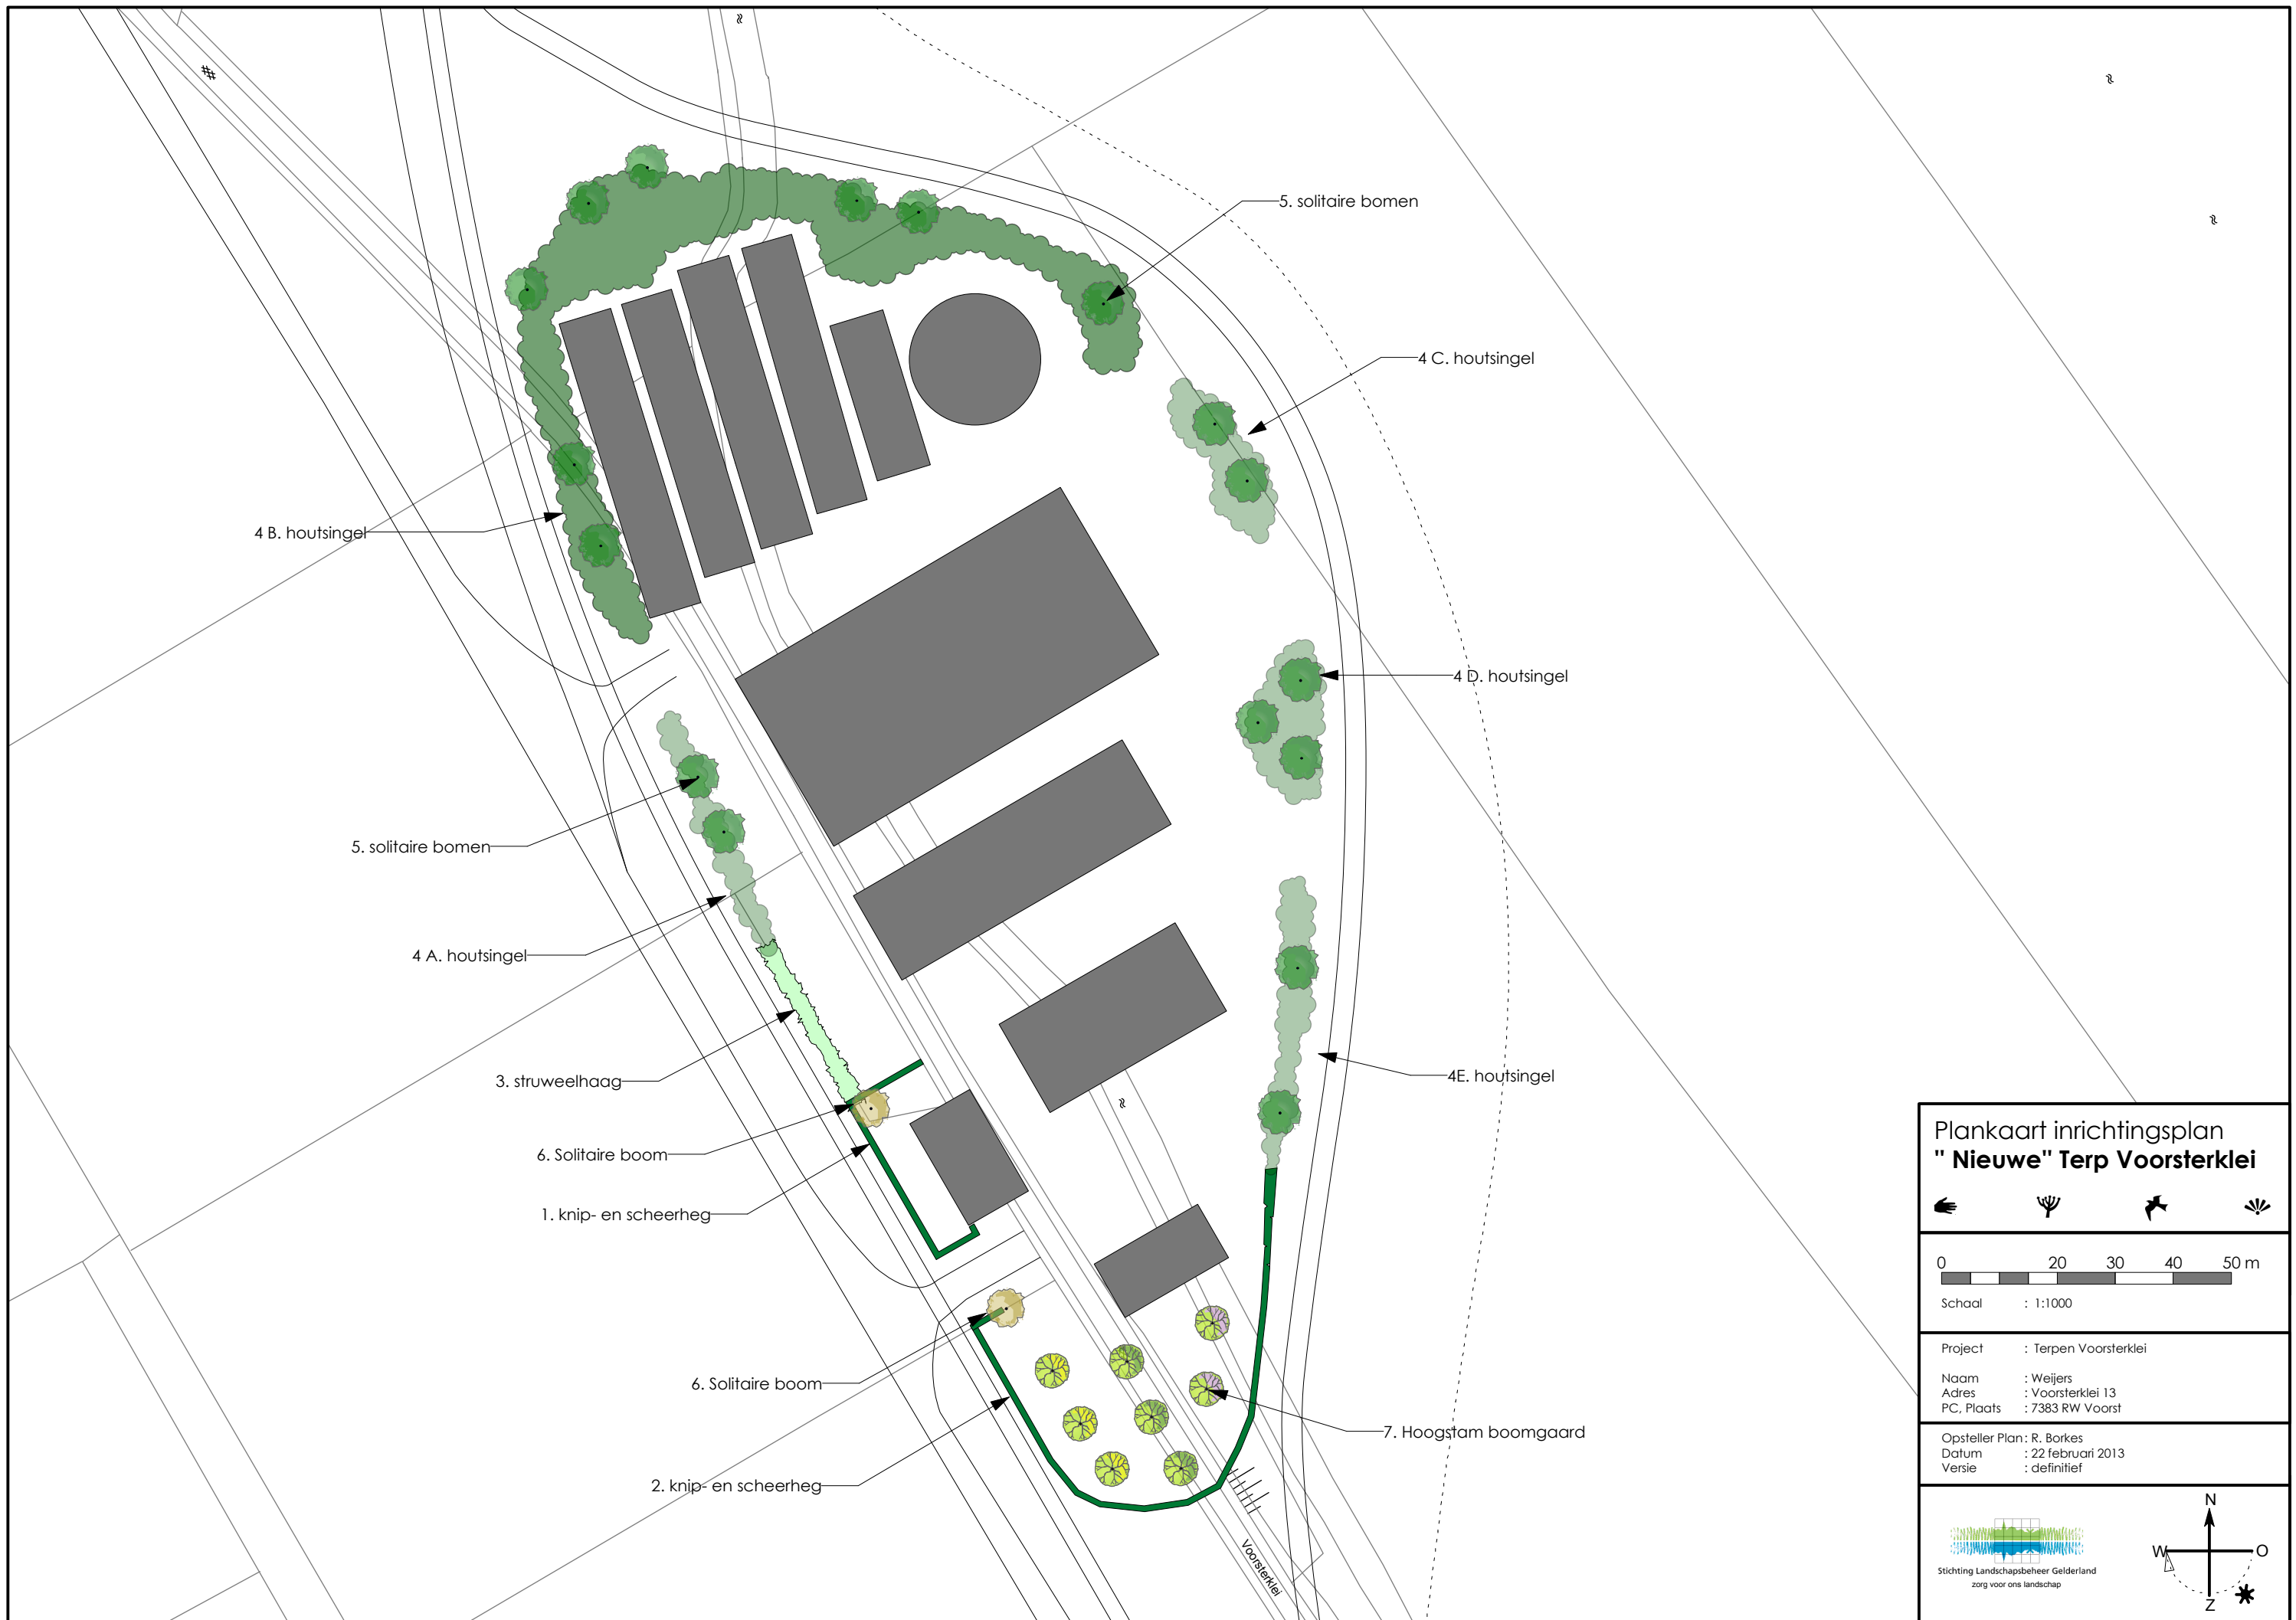 5. solitaire bomen
4 C. houtsingel
4 B. houtsingel
4 D. houtsingel
5. solitaire bomen
4 A. houtsingel
3. struweelhaag
4E. houtsingel
6. Solitaire boom
1. knip- en scheerheg
6. Solitaire boom
7. Hoogstam boomgaard
2. knip- en scheerheg
Voorsterklei
Plankaart inrichtingsplan
" Nieuwe" Terp Voorsterklei
0 20 30 40 50 m
Schaal : 1:1000
Project : Terpen Voorsterklei
Naam : Weijers
Adres : Voorsterklei 13
PC, Plaats : 7383 RW Voorst
Opsteller Plan : R. Borkes
Datum : 22 februari 2013
Versie : definitief
Stichting Landschapsbeheer Gelderland
zorg voor ons landschap
N
W O
Z